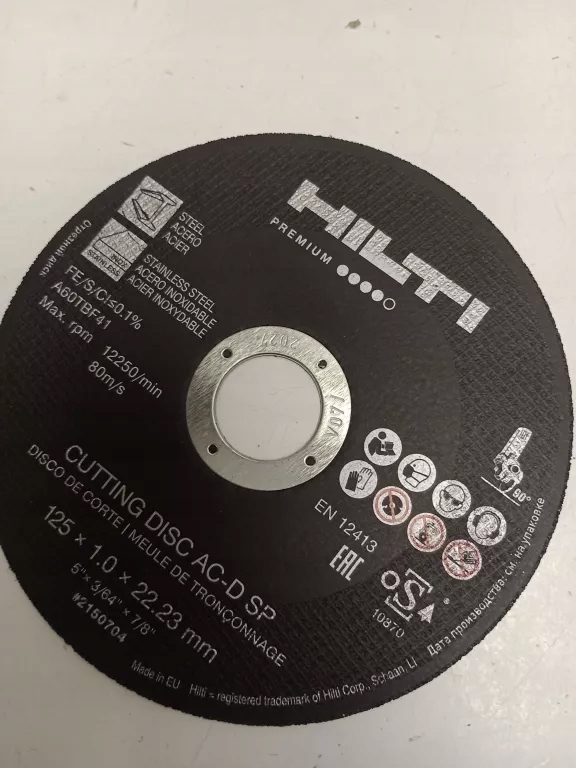 HILTI
PREMIUM
STEEL
ACERO
ACIER
INOX
STAINLESS
STAINLESS STEEL
ACERO INOXIDABLE
ACIER INOXYDABLE
Отрезной диск
FE/S/Cl≤0.1%
A60TBF41
Max. rpm 12250/min
80m/s
V07/
2027
CUTTING DISC AC-D SP
DISCO DE CORTE | MEULE DE TRONÇONNAGE
125 x 1.0 x 22.23 mm
5"x 3/64" x 7/8"
#2150704
90°
EN 12413
EAC
oSa
10370
Made in EU Hilti = registered trademark of Hilti Corp., Schaan, LI
Дата производства: см. на упаковке